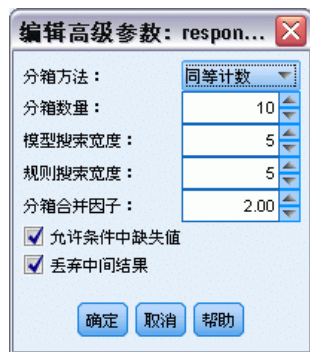 编辑高级参数: respon...
分箱方法： 同等计数
分箱数量： 10
模型搜索宽度： 5
规则搜索宽度： 5
分箱合并因子： 2.00
允许条件中缺失值
丢弃中间结果
确定 取消 帮助